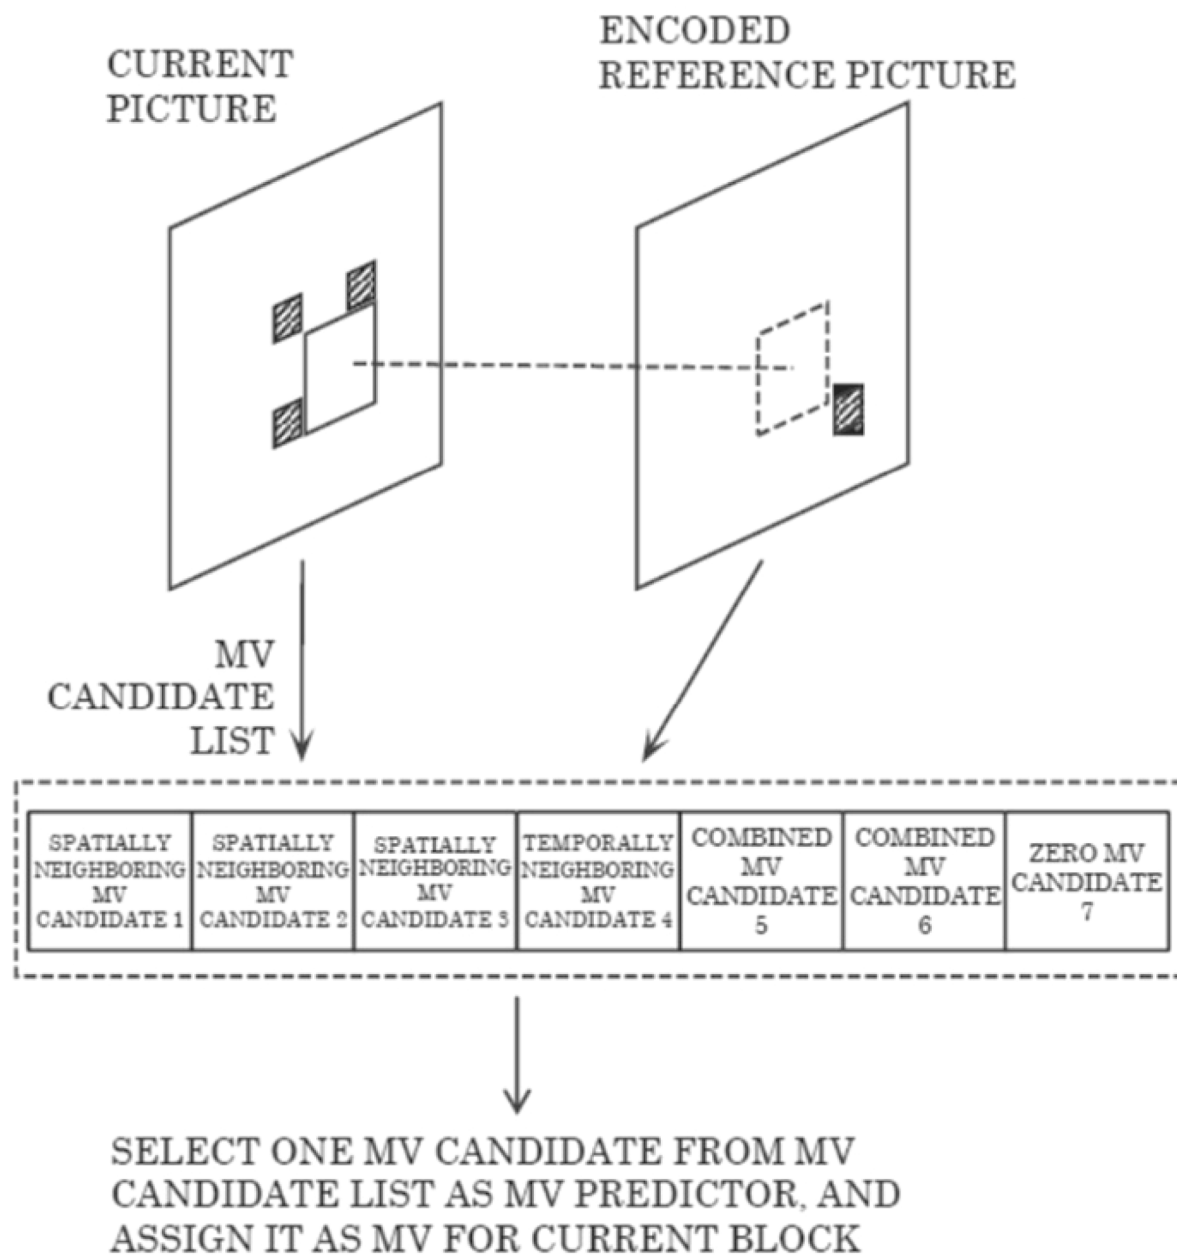 CURRENT
PICTURE
ENCODED
REFERENCE PICTURE
MV
CANDIDATE
LIST
SPATIALLY
NEIGHBORING
MV
CANDIDATE 1
SPATIALLY
NEIGHBORING
MV
CANDIDATE 2
SPATIALLY
NEIGHBORING
MV
CANDIDATE 3
TEMPORALLY
NEIGHBORING
MV
CANDIDATE 4
COMBINED
MV
CANDIDATE
5
COMBINED
MV
CANDIDATE
6
ZERO MV
CANDIDATE
7
SELECT ONE MV CANDIDATE FROM MV
CANDIDATE LIST AS MV PREDICTOR, AND
ASSIGN IT AS MV FOR CURRENT BLOCK